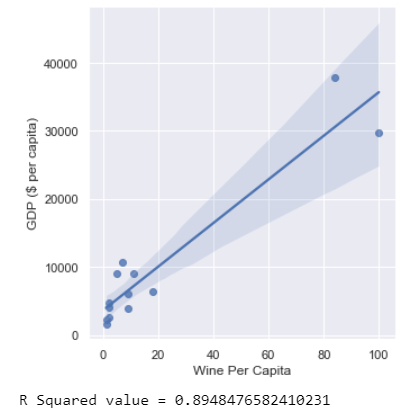 40000
30000
20000
10000
0
GDP ($ per capita)
0 20 40 60 80 100
Wine Per Capita
R Squared value = 0.8948476582410231